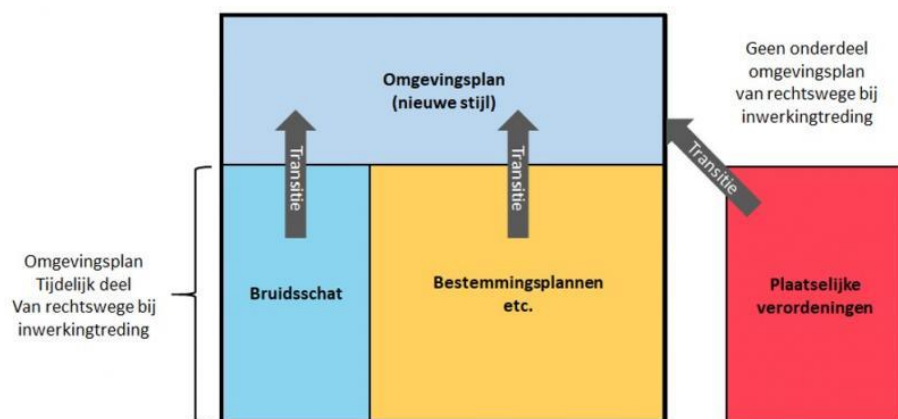 Omgevingsplan
(nieuwe stijl)
Geen onderdeel
omgevingsplan
van rechtswege bij
inwerkingtreding
Transitie
Transitie
Transitie
Omgevingsplan
Tijdelijk deel
Van rechtswege bij
inwerkingtreding
Bruidsschat
Bestemmingsplannen
etc.
Plaatselijke
verordeningen